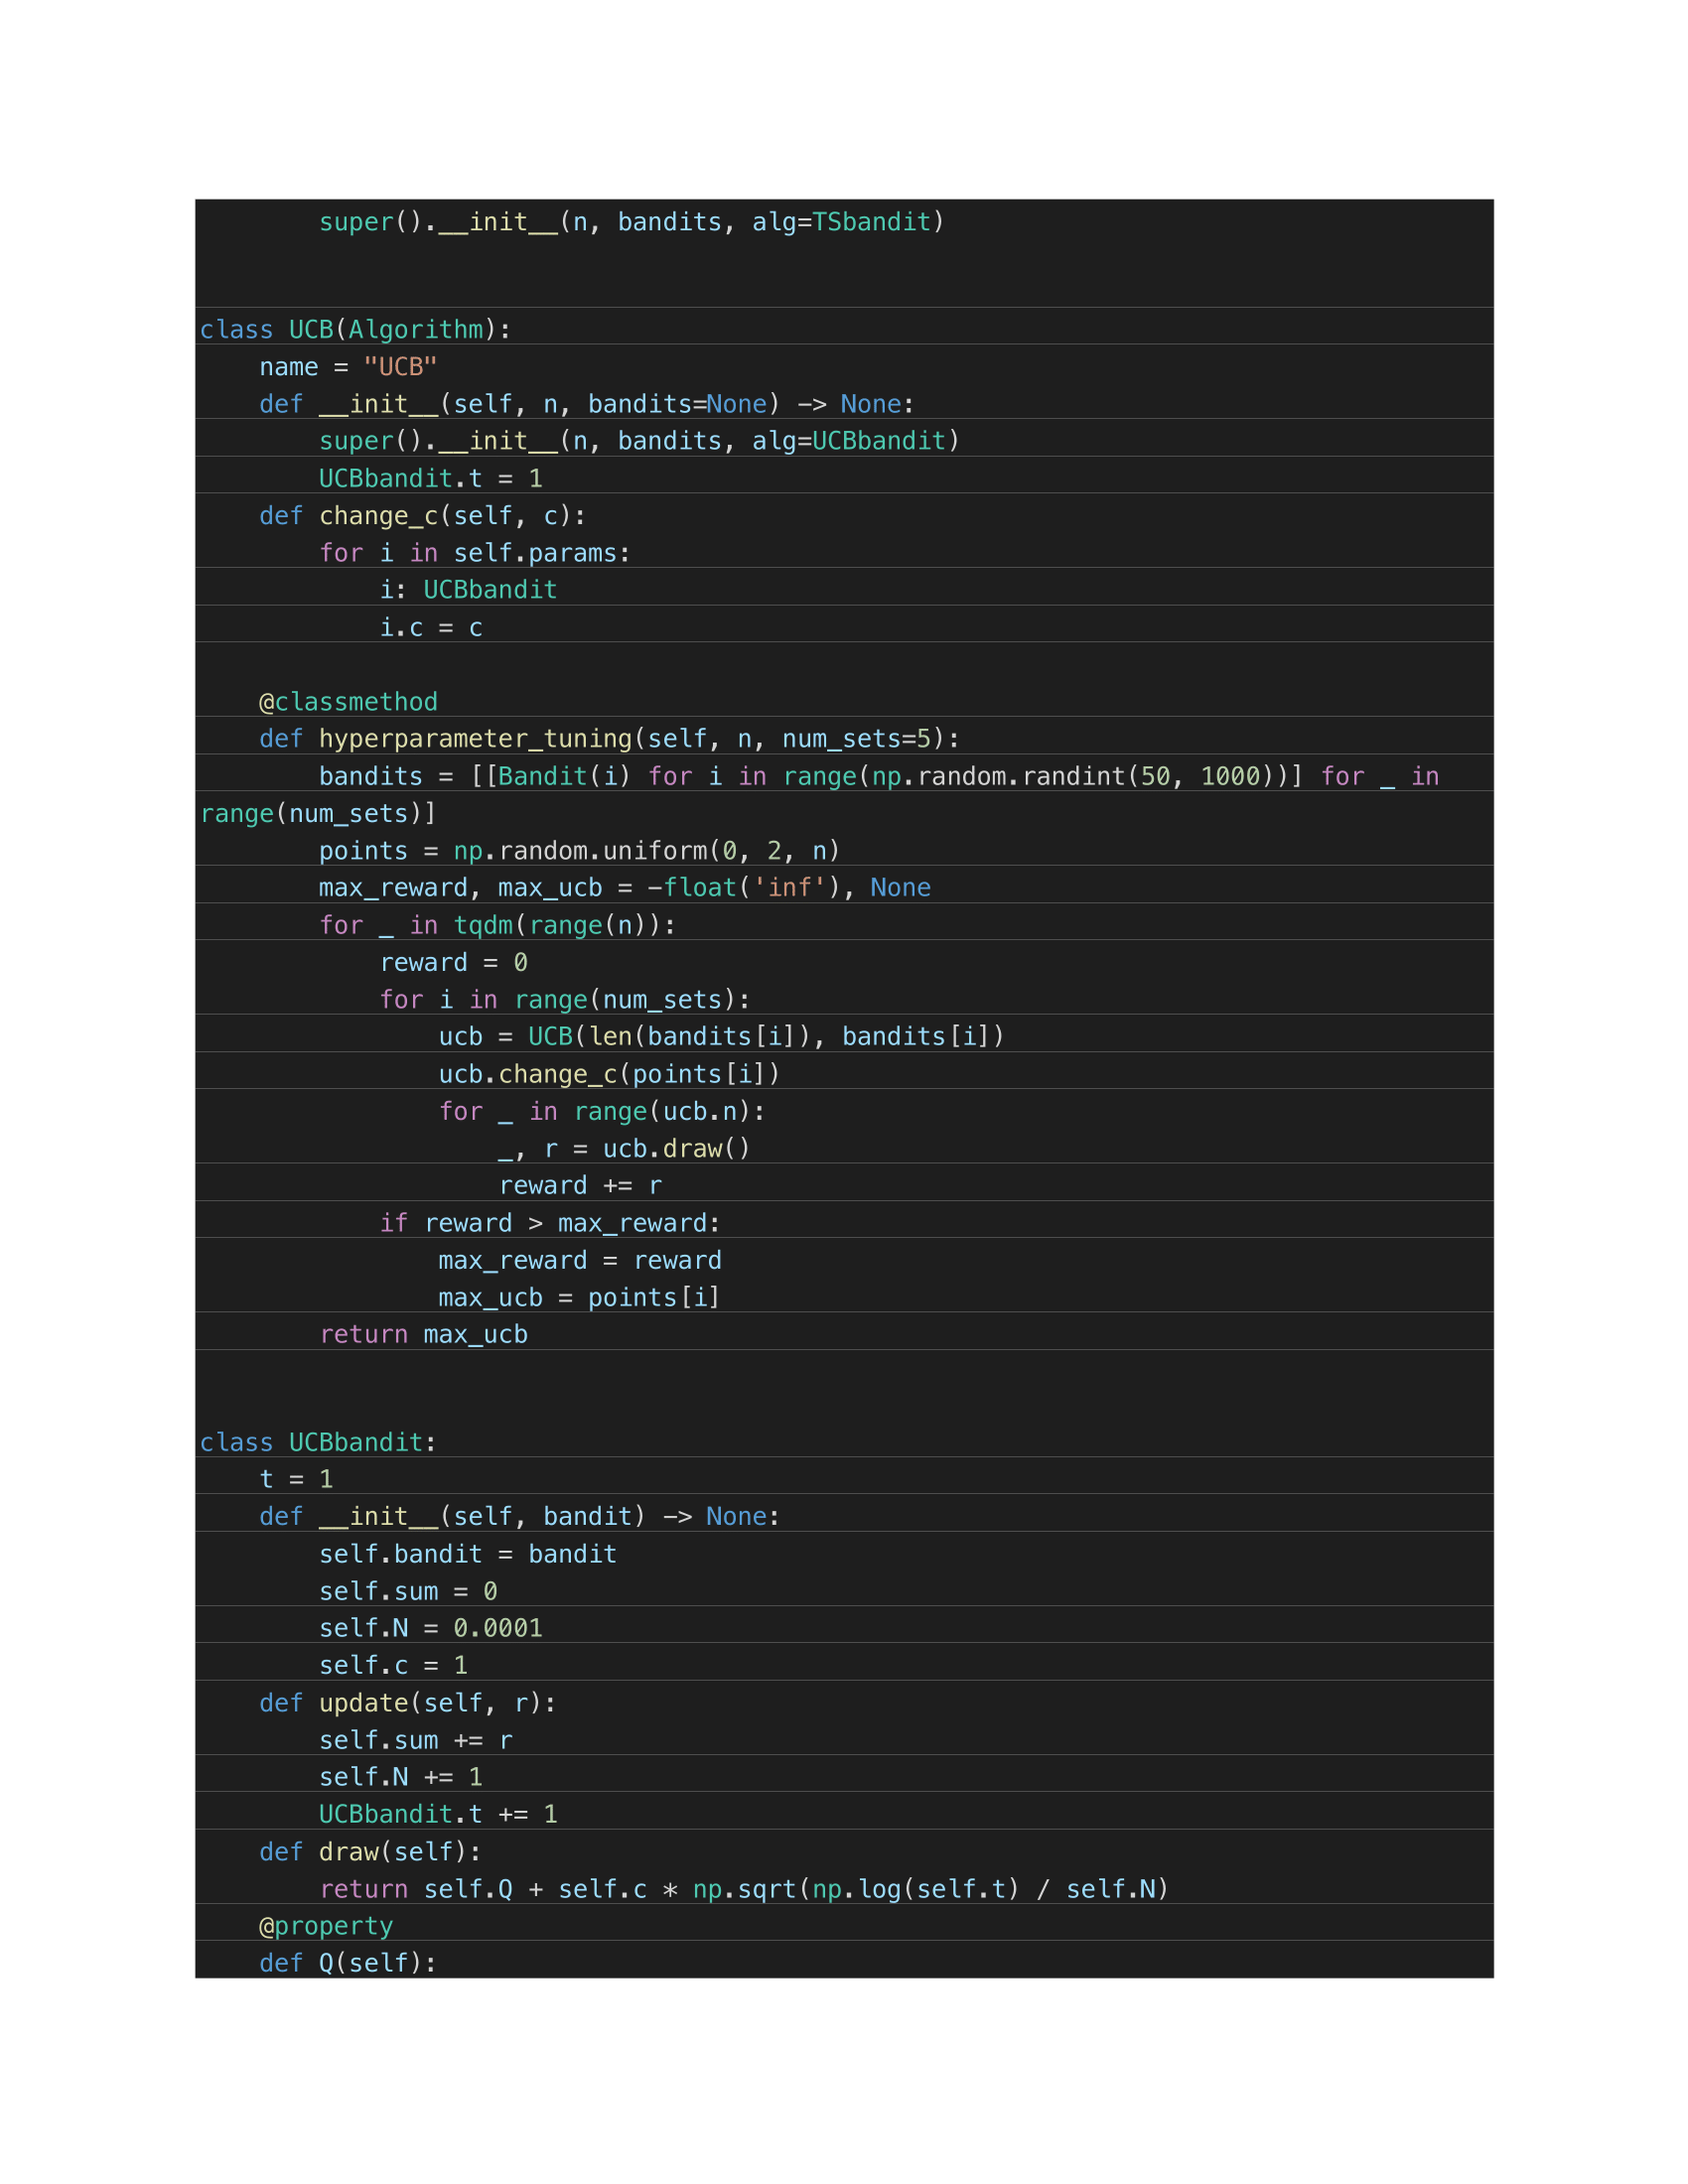 super().__init__(n, bandits, alg=TSbandit)


class UCB(Algorithm):
    name = "UCB"
    def __init__(self, n, bandits=None) -> None:
        super().__init__(n, bandits, alg=UCBbandit)
        UCBbandit.t = 1
    def change_c(self, c):
        for i in self.params:
            i: UCBbandit
            i.c = c

    @classmethod
    def hyperparameter_tuning(self, n, num_sets=5):
        bandits = [[Bandit(i) for i in range(np.random.randint(50, 1000))] for _ in
range(num_sets)]
        points = np.random.uniform(0, 2, n)
        max_reward, max_ucb = -float('inf'), None
        for _ in tqdm(range(n)):
            reward = 0
            for i in range(num_sets):
                ucb = UCB(len(bandits[i]), bandits[i])
                ucb.change_c(points[i])
                for _ in range(ucb.n):
                    _, r = ucb.draw()
                    reward += r
            if reward > max_reward:
                max_reward = reward
                max_ucb = points[i]
        return max_ucb


class UCBbandit:
    t = 1
    def __init__(self, bandit) -> None:
        self.bandit = bandit
        self.sum = 0
        self.N = 0.0001
        self.c = 1
    def update(self, r):
        self.sum += r
        self.N += 1
        UCBbandit.t += 1
    def draw(self):
        return self.Q + self.c * np.sqrt(np.log(self.t) / self.N)
    @property
    def Q(self):